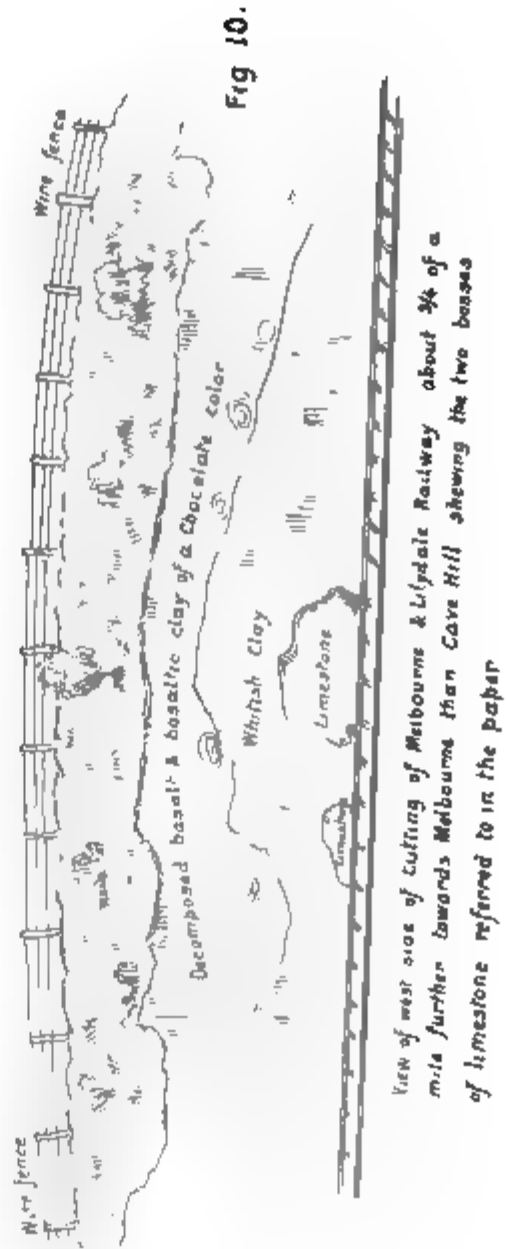 Wire fence
Wire fence
Fig 10.
Decomposed basalt & basaltic clay of a Chocolate color
Whitish Clay
Limestone
Limestone
View of west side of Cutting of Melbourne & Lilydale Railway about 3/4 of a
mile further towards Melbourne than Cave Hill shewing the two bosses
of limestone referred to in the paper